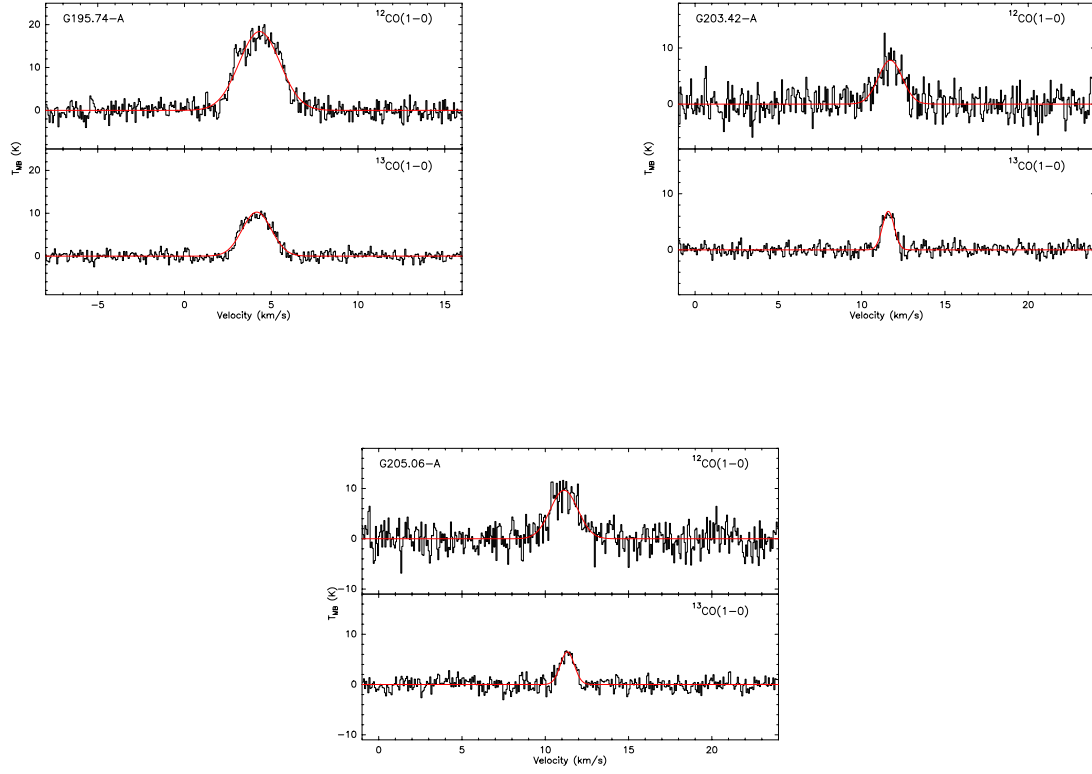 G195.74-A
¹²CO(1-0)
20
10
0
T_MB (K)
¹³CO(1-0)
20
10
0
-5 0 5 10 15
Velocity (km/s)
G203.42-A
¹²CO(1-0)
10
0
T_MB (K)
¹³CO(1-0)
10
0
0 5 10 15 20
Velocity (km/s)
G205.06-A
¹²CO(1-0)
10
0
-10
T_MB (K)
¹³CO(1-0)
10
0
-10
0 5 10 15 20
Velocity (km/s)